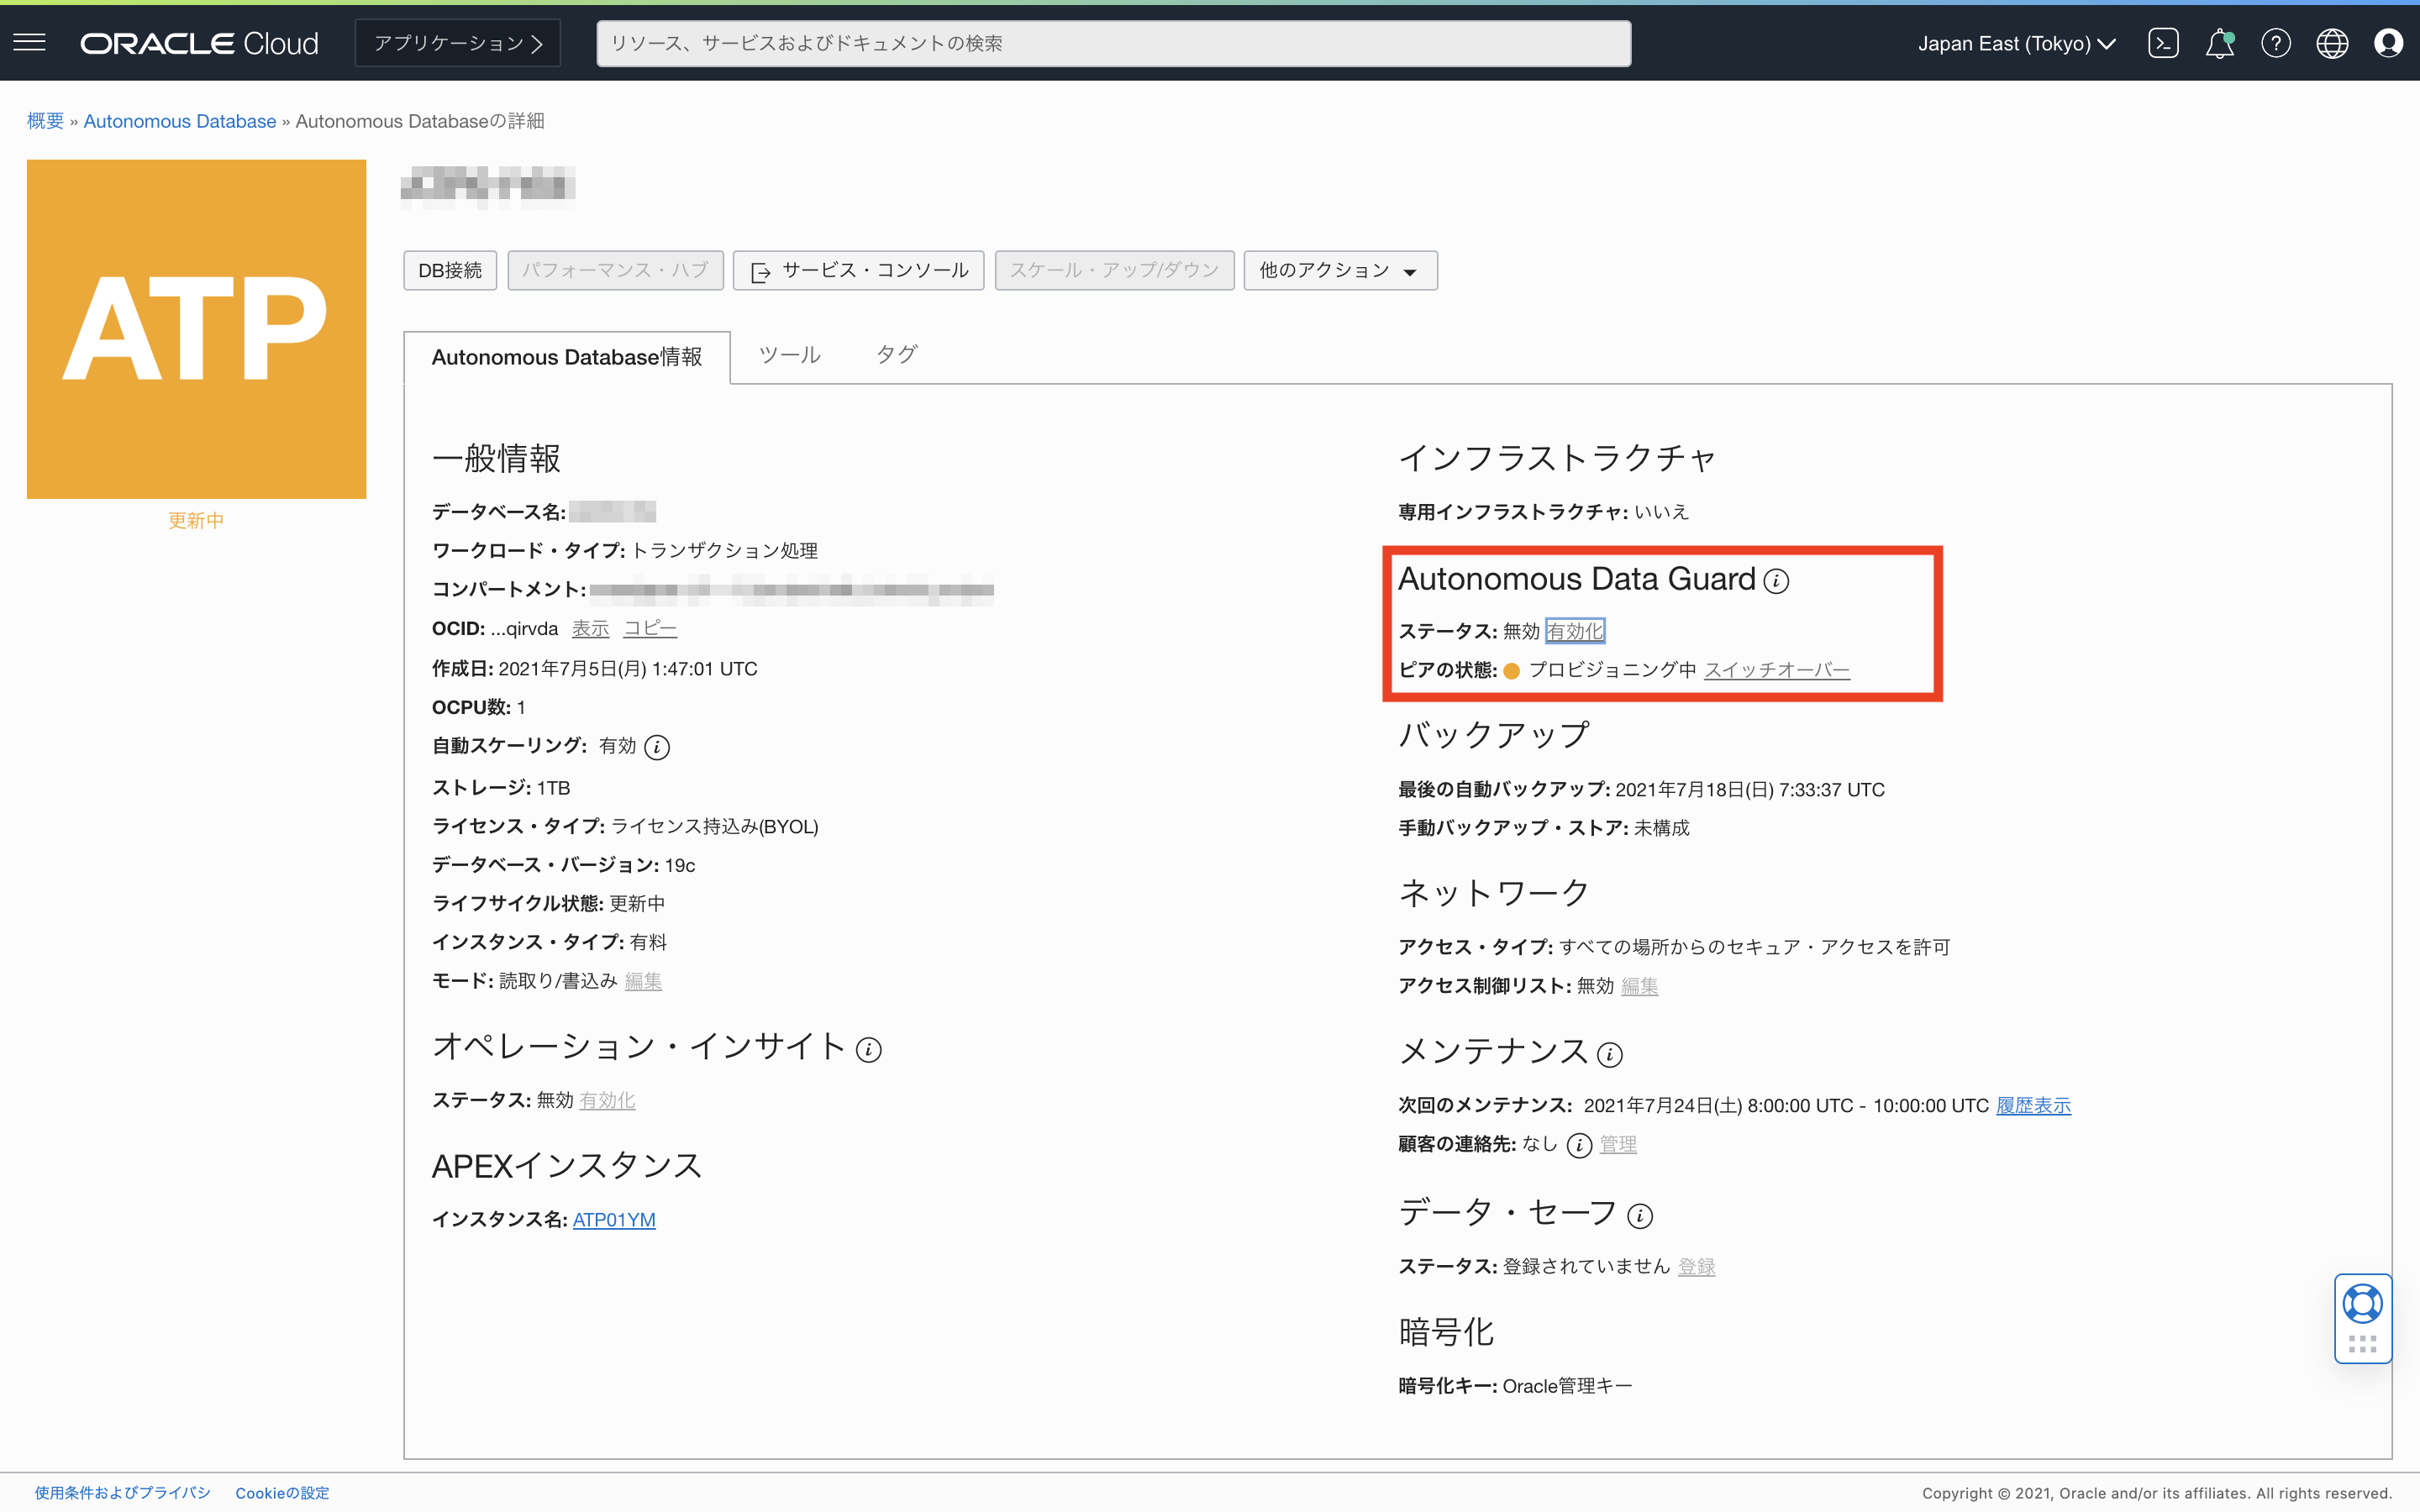 ORACLE Cloud アプリケーション リソース、サービスおよびドキュメントの検索 Japan East (Tokyo)
概要 » Autonomous Database » Autonomous Databaseの詳細
ATP
更新中
DB接続 パフォーマンス・ハブ サービス・コンソール スケール・アップ/ダウン 他のアクション
Autonomous Database情報 ツール タグ
一般情報
データベース名:
ワークロード・タイプ: トランザクション処理
コンパートメント:
OCID: ...qirvda 表示 コピー
作成日: 2021年7月5日(月) 1:47:01 UTC
OCPU数: 1
自動スケーリング: 有効
ストレージ: 1TB
ライセンス・タイプ: ライセンス持込み(BYOL)
データベース・バージョン: 19c
ライフサイクル状態: 更新中
インスタンス・タイプ: 有料
モード: 読取り/書込み 編集
オペレーション・インサイト
ステータス: 無効 有効化
APEXインスタンス
インスタンス名: ATP01YM
インフラストラクチャ
専用インフラストラクチャ: いいえ
Autonomous Data Guard
ステータス: 無効 有効化
ピアの状態: プロビジョニング中 スイッチオーバー
バックアップ
最後の自動バックアップ: 2021年7月18日(日) 7:33:37 UTC
手動バックアップ・ストア: 未構成
ネットワーク
アクセス・タイプ: すべての場所からのセキュア・アクセスを許可
アクセス制御リスト: 無効 編集
メンテナンス
次回のメンテナンス: 2021年7月24日(土) 8:00:00 UTC - 10:00:00 UTC 履歴表示
顧客の連絡先: なし 管理
データ・セーフ
ステータス: 登録されていません 登録
暗号化
暗号化キー: Oracle管理キー
使用条件およびプライバシ Cookieの設定 Copyright © 2021, Oracle and/or its affiliates. All rights reserved.